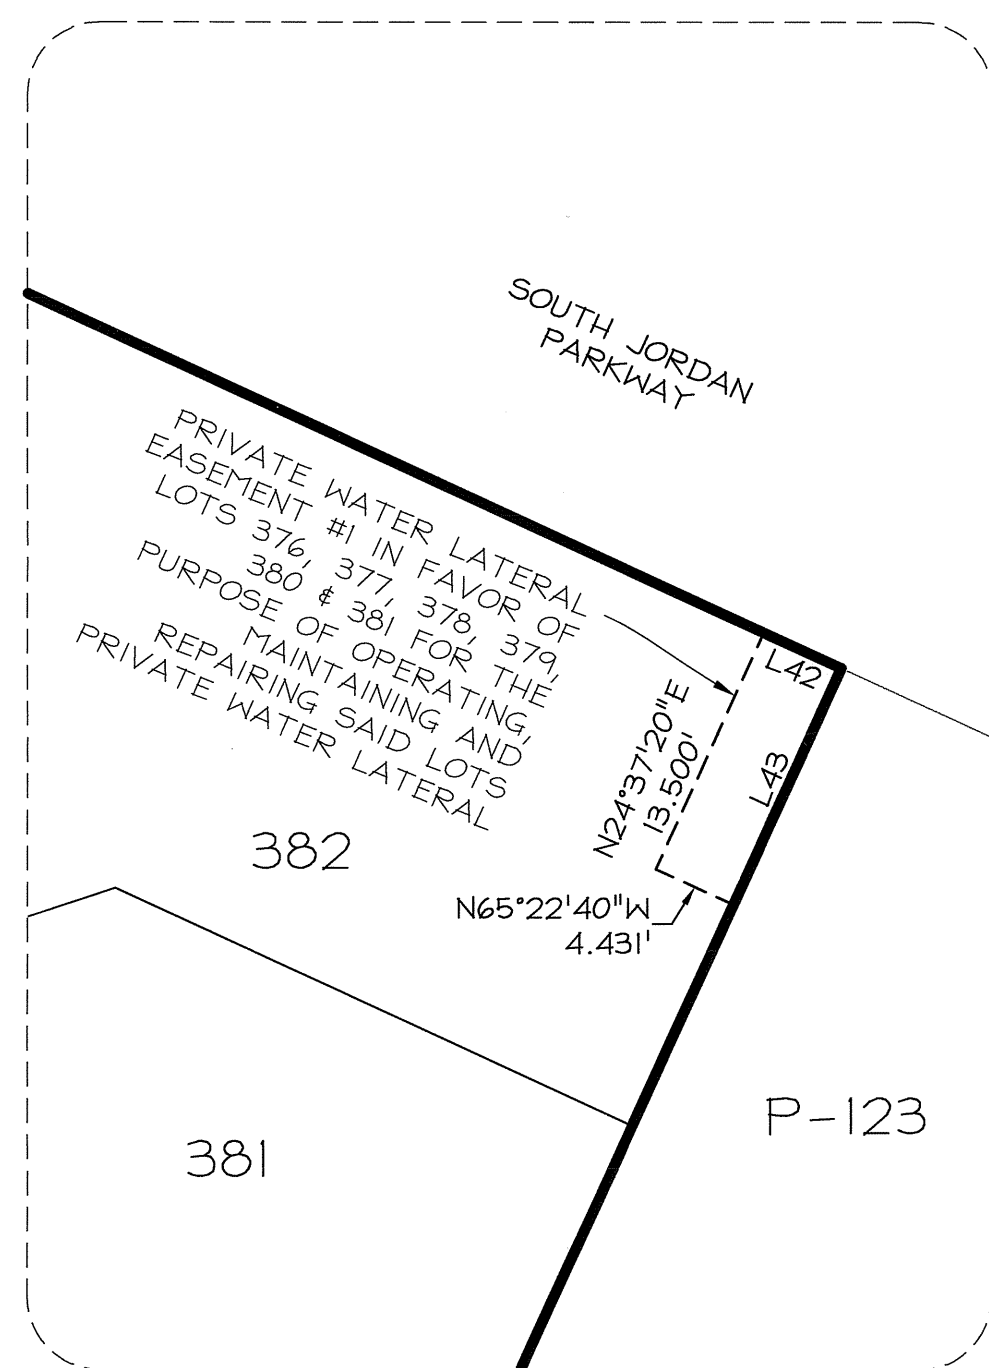 SOUTH JORDAN
PARKWAY
PRIVATE WATER LATERAL
EASEMENT #1 IN FAVOR OF
LOTS 376, 377, 378, 379,
380 & 381 FOR THE
PURPOSE OF OPERATING,
MAINTAINING AND
REPAIRING SAID LOTS
PRIVATE WATER LATERAL
L42
L43
N24°37'20"E
13.500'
382
N65°22'40"W
4.431'
P-123
381